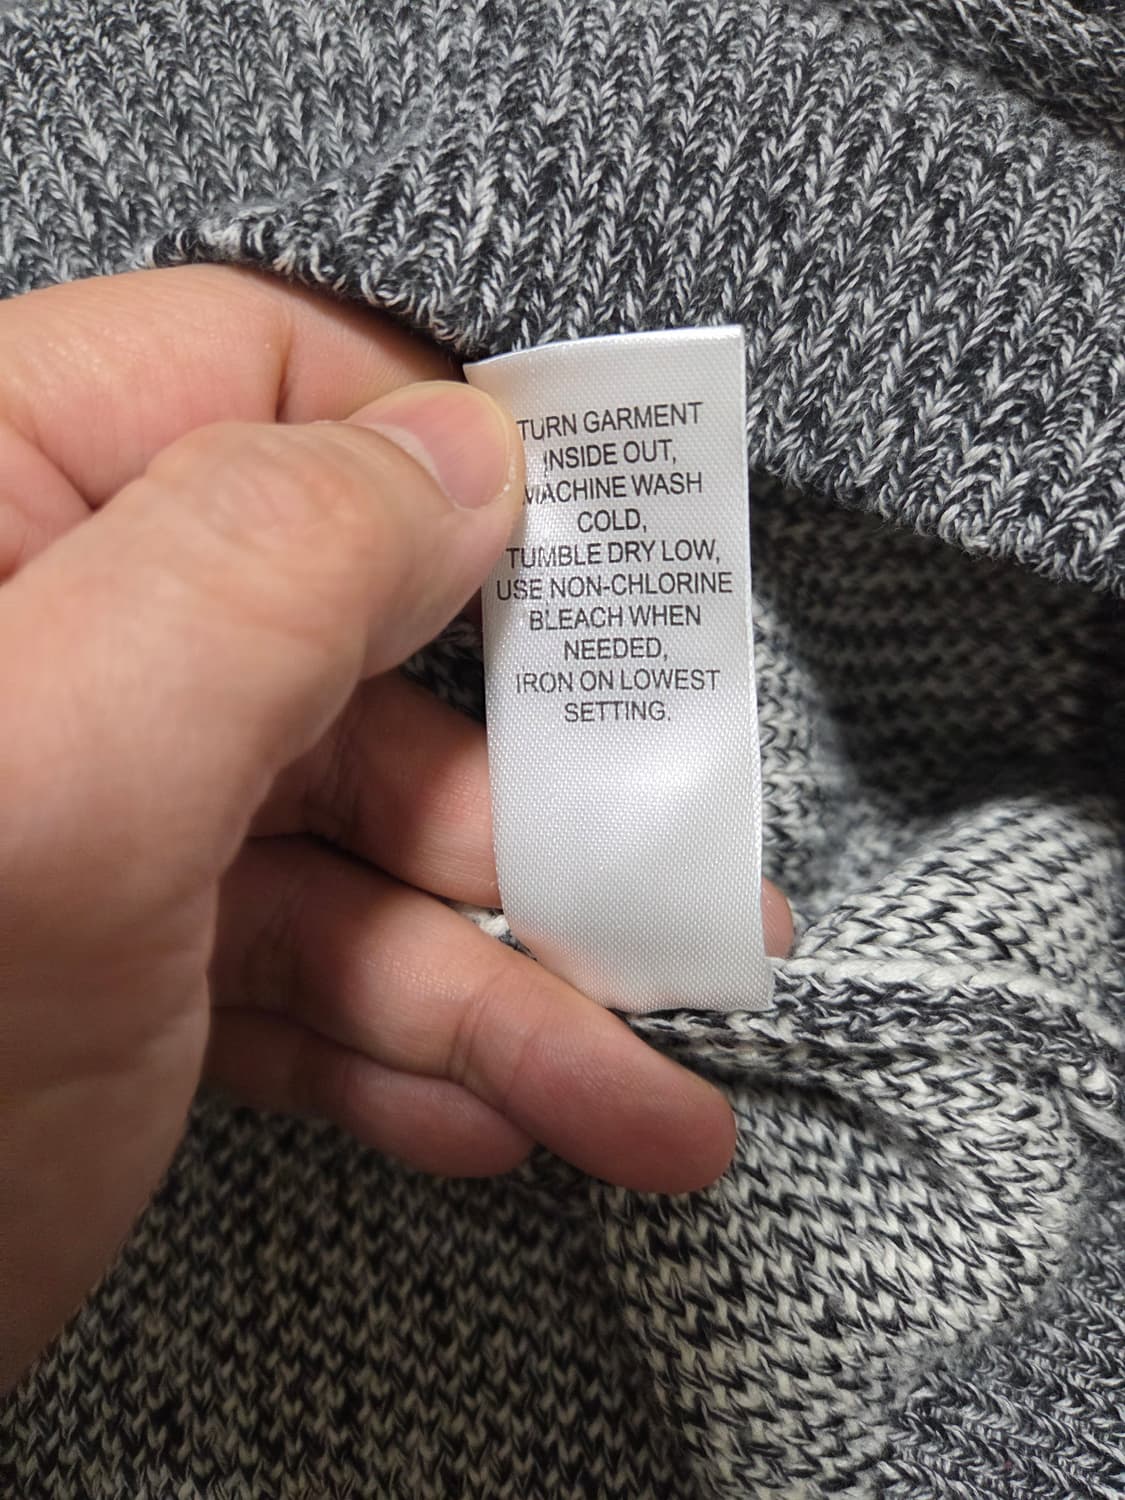 TURN GARMENT
INSIDE OUT,
MACHINE WASH
COLD,
TUMBLE DRY LOW,
USE NON-CHLORINE
BLEACH WHEN
NEEDED,
IRON ON LOWEST
SETTING.